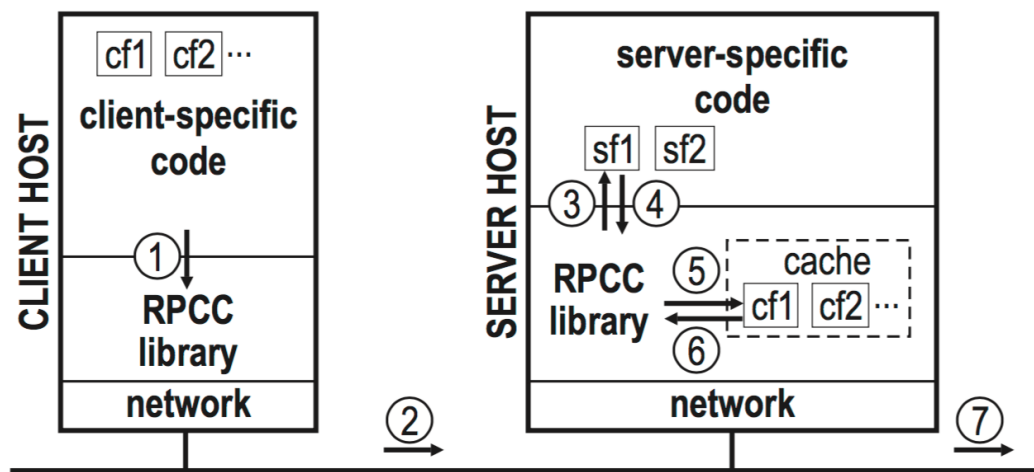 CLIENT HOST
cf1 cf2 ...
client-specific
code
1
RPCC
library
network
2
SERVER HOST
server-specific
code
sf1 sf2
3 4
RPCC
library
5
cache
cf1 cf2 ...
6
network
7